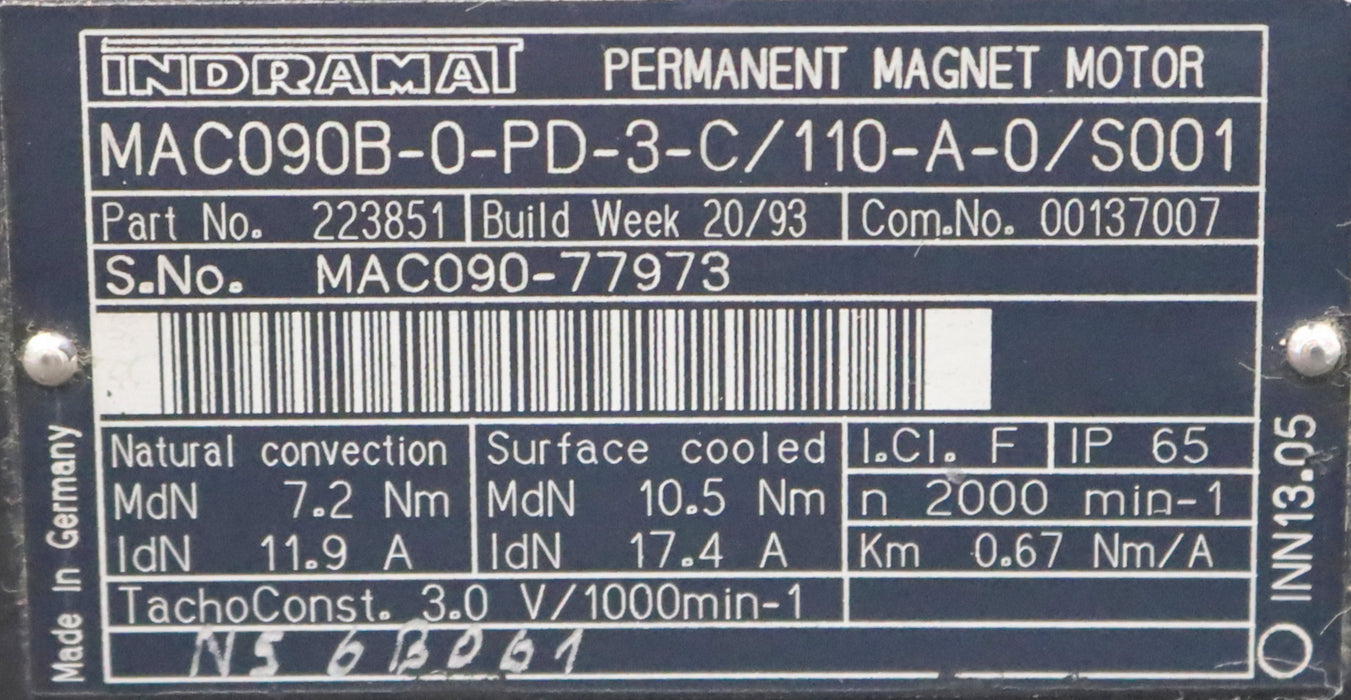 INDRAMAT PERMANENT MAGNET MOTOR
MAC090B-0-PD-3-C/110-A-0/S001
Part No. 223851 Build Week 20/93 Com.No. 00137007
S.No. MAC090-77973
Natural convection
MdN 7.2 Nm
IdN 11.9 A
Surface cooled
MdN 10.5 Nm
IdN 17.4 A
I.Cl. F IP 65
n 2000 min-1
Km 0.67 Nm/A
TachoConst. 3.0 V/1000min-1
NS 6BD61
Made In Germany
INN13.05